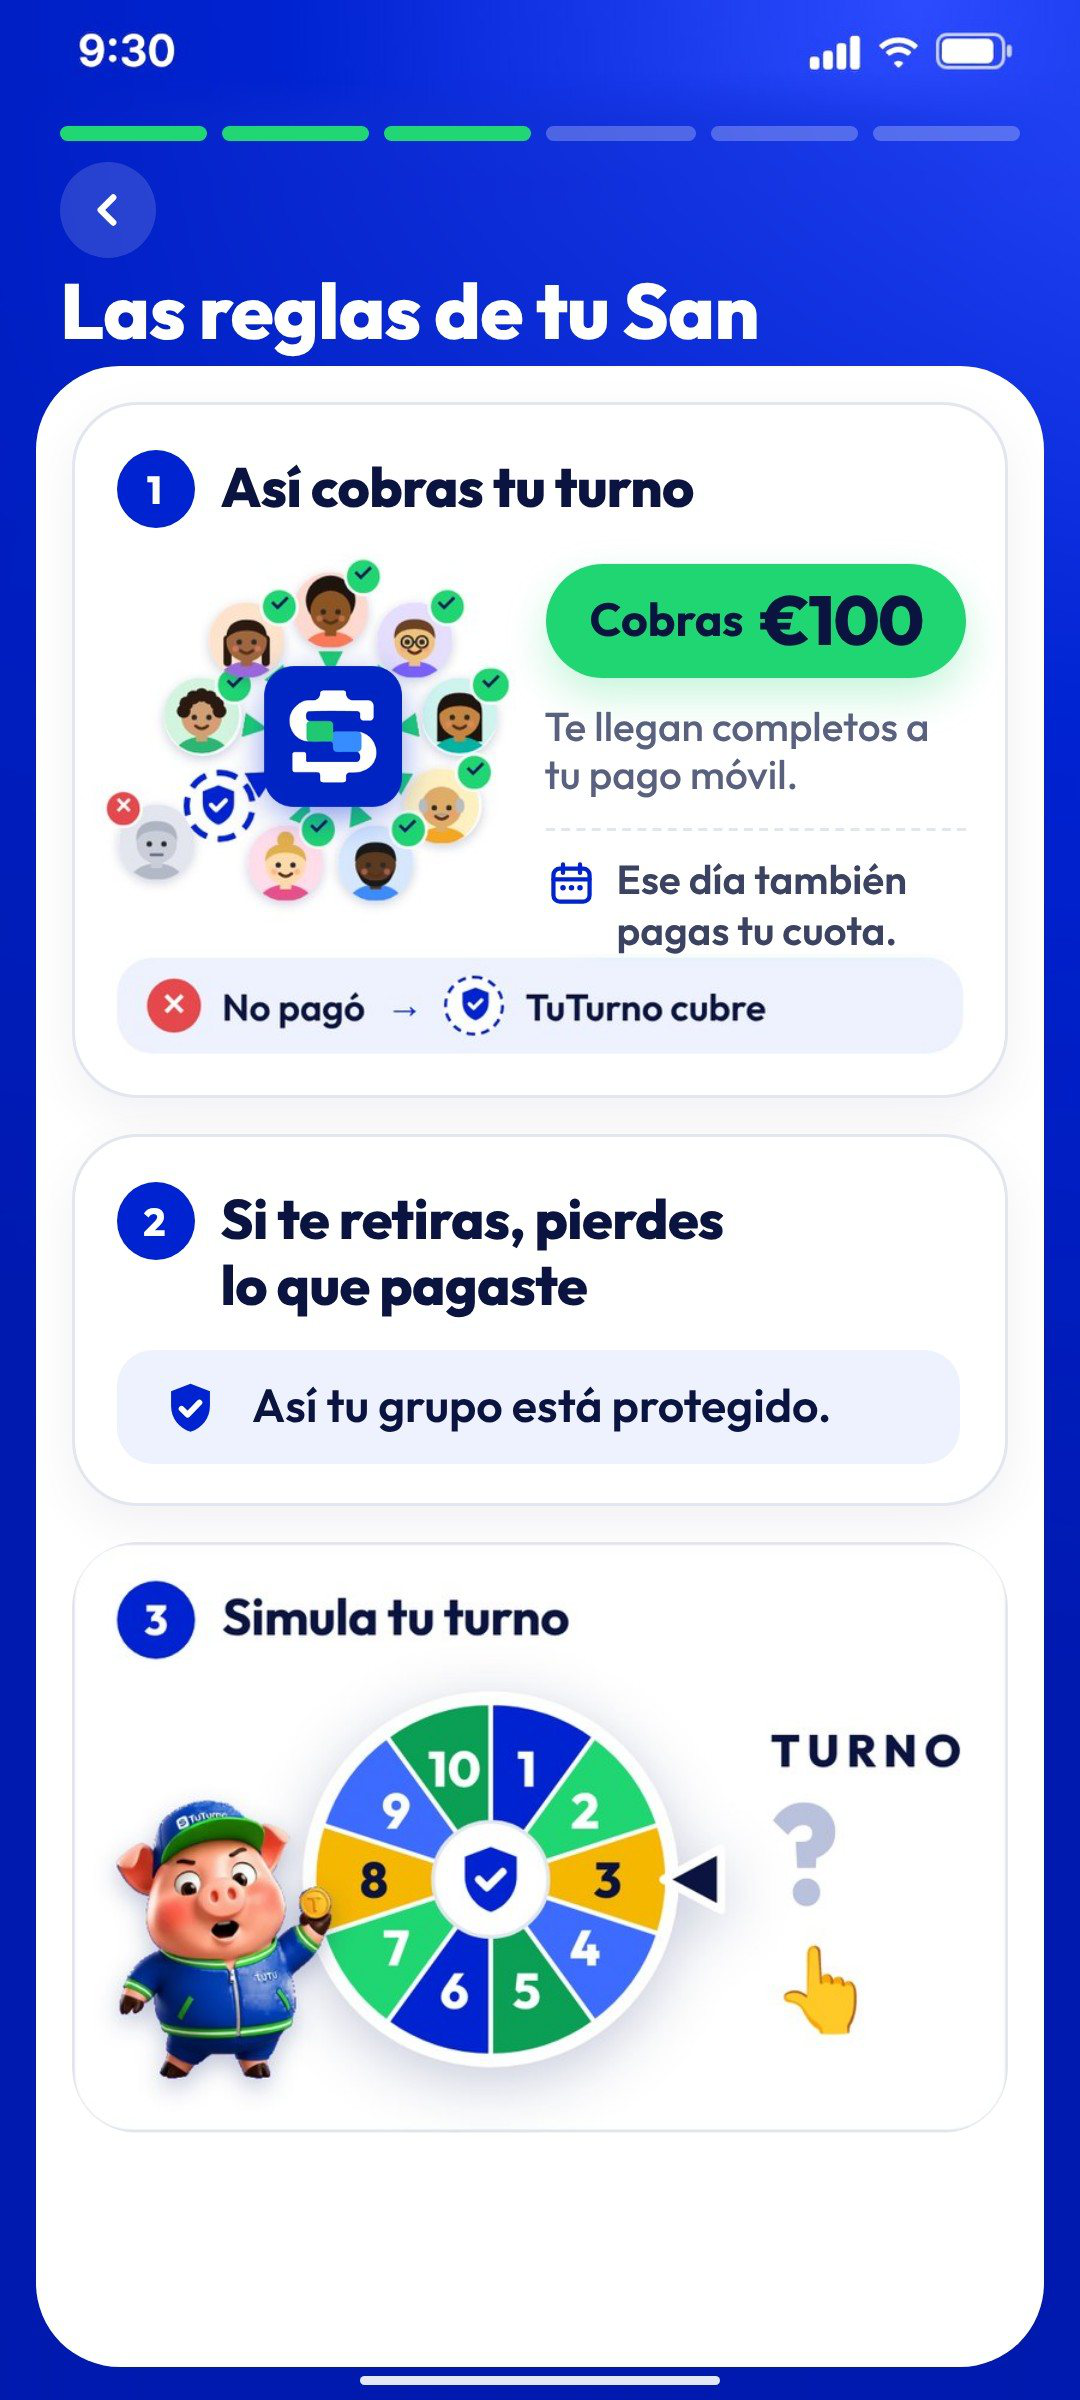 9:30
Las reglas de tu San
1 Así cobras tu turno
Cobras €100
Te llegan completos a
tu pago móvil.
Ese día también
pagas tu cuota.
No pagó → TuTurno cubre
2 Si te retiras, pierdes
lo que pagaste
Así tu grupo está protegido.
3 Simula tu turno
10 1
9 2
8 3
7 4
6 5
TURNO
?
TuTurno
T
TUTU